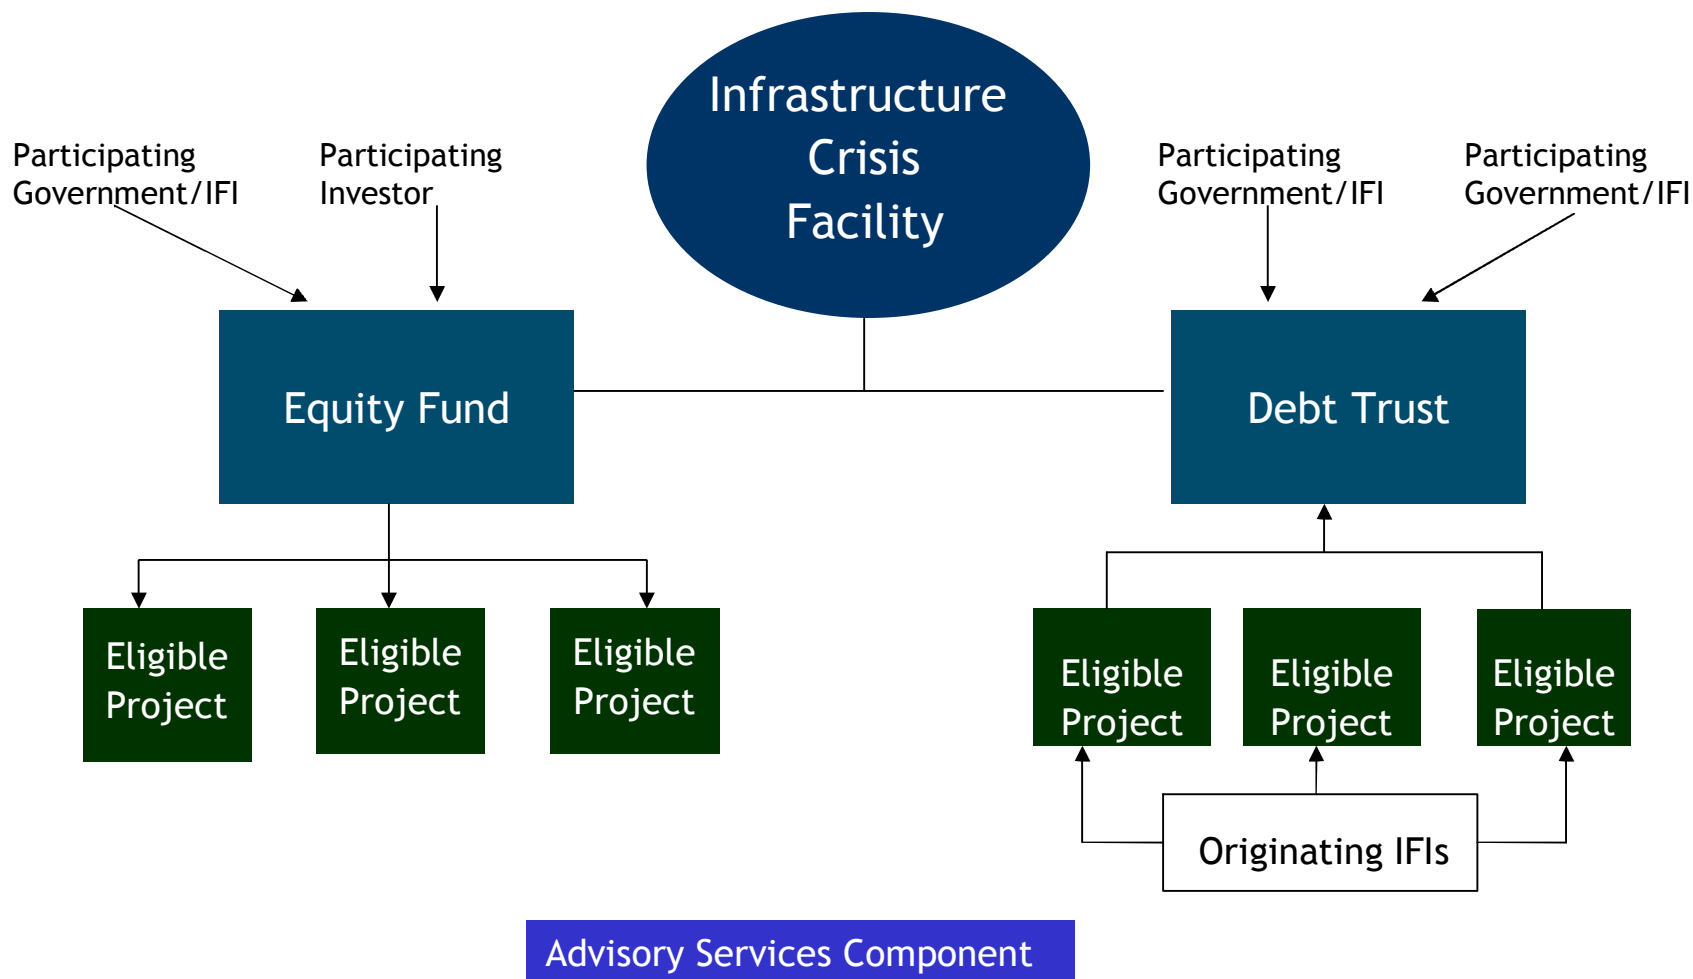 Infrastructure
Crisis
Facility
Participating
Government/IFI
Participating
Investor
Participating
Government/IFI
Participating
Government/IFI
Equity Fund
Debt Trust
Eligible
Project
Eligible
Project
Eligible
Project
Eligible
Project
Eligible
Project
Eligible
Project
Originating IFIs
Advisory Services Component